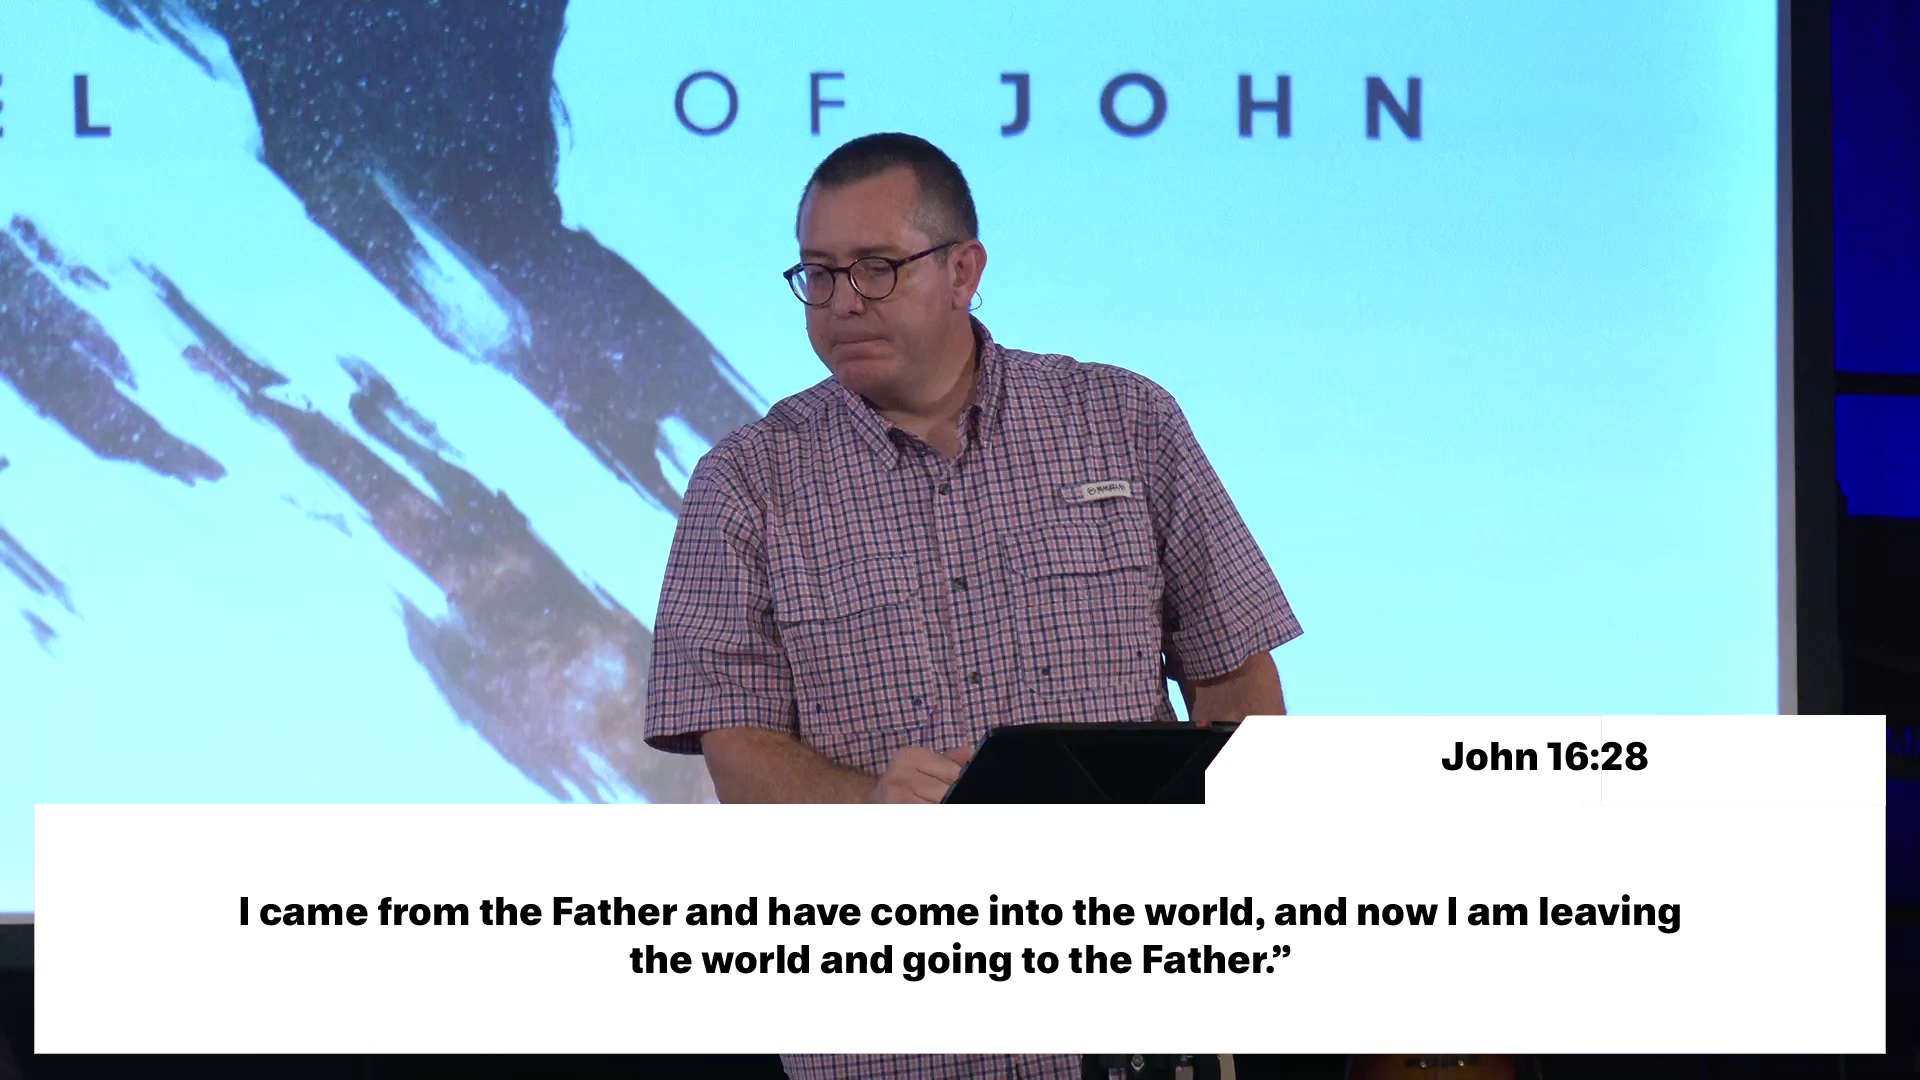 EL OF JOHN
John 16:28
I came from the Father and have come into the world, and now I am leaving
the world and going to the Father.”